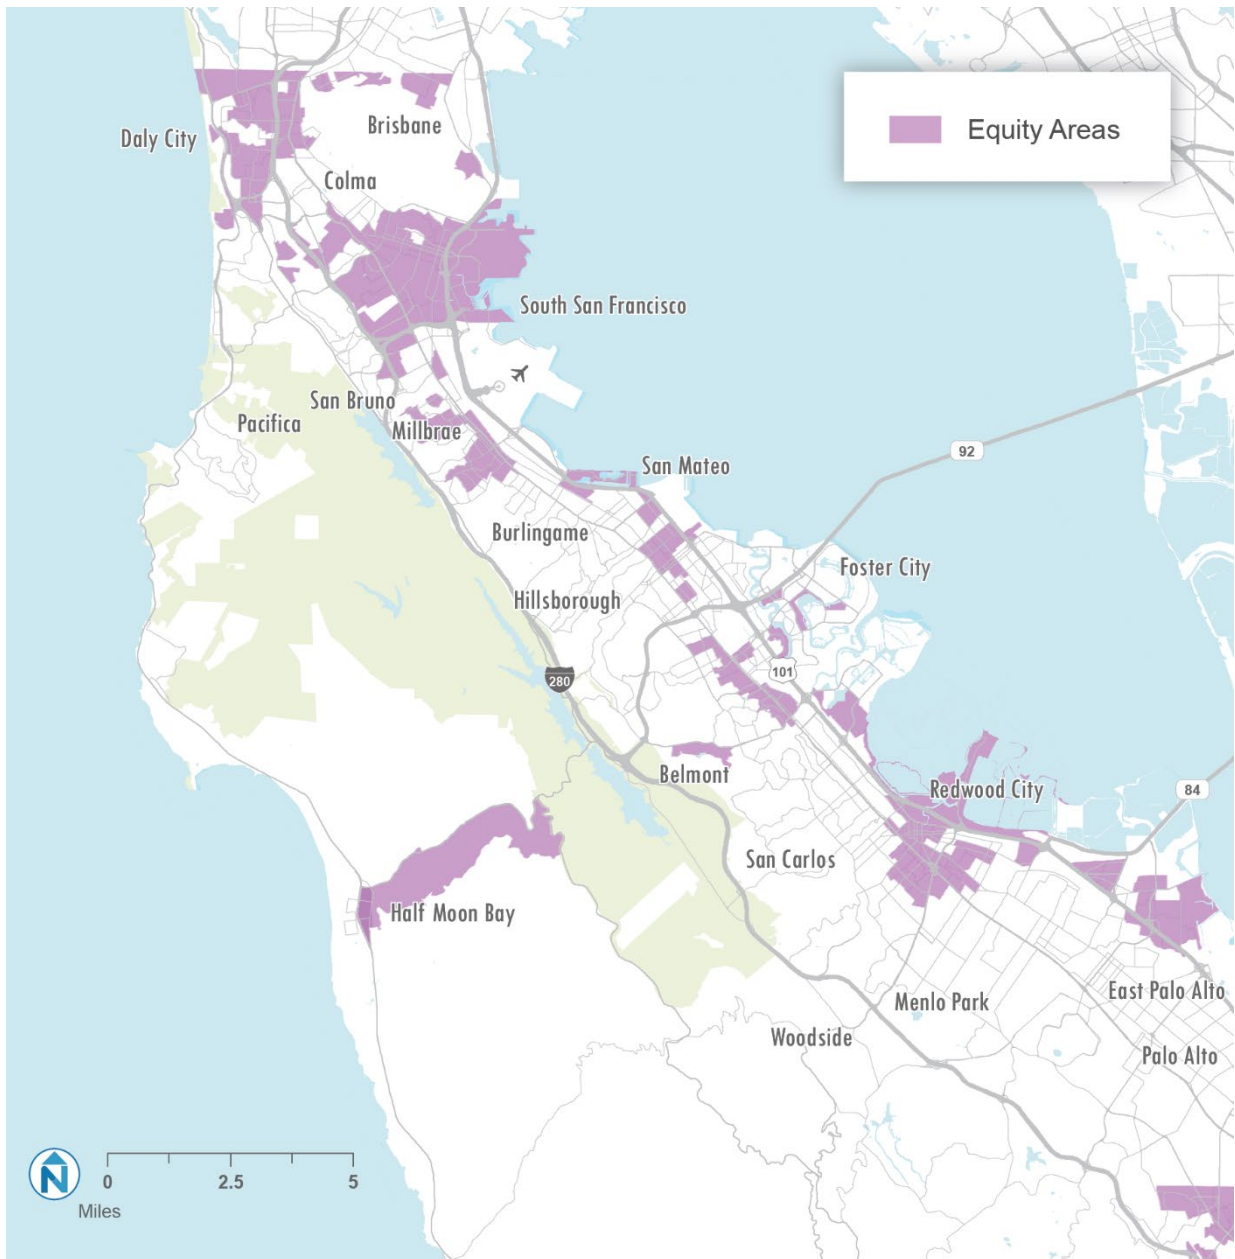 Equity Areas
Daly City
Brisbane
Colma
South San Francisco
San Bruno
Pacifica
Millbrae
San Mateo
92
Burlingame
Foster City
Hillsborough
280
101
Belmont
Redwood City
84
San Carlos
Half Moon Bay
Menlo Park
East Palo Alto
Woodside
Palo Alto
N
0 2.5 5
Miles